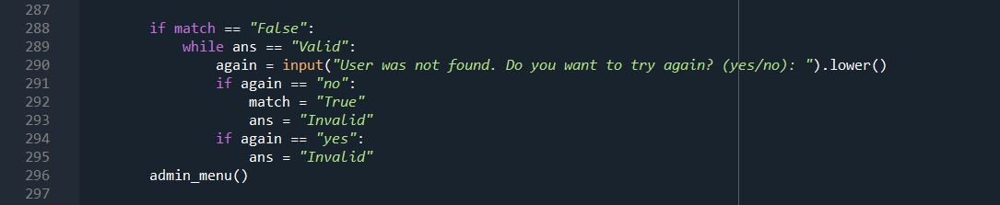 287
288 if match == "False":
289 while ans == "Valid":
290 again = input("User was not found. Do you want to try again? (yes/no): ").lower()
291 if again == "no":
292 match = "True"
293 ans = "Invalid"
294 if again == "yes":
295 ans = "Invalid"
296 admin_menu()
297